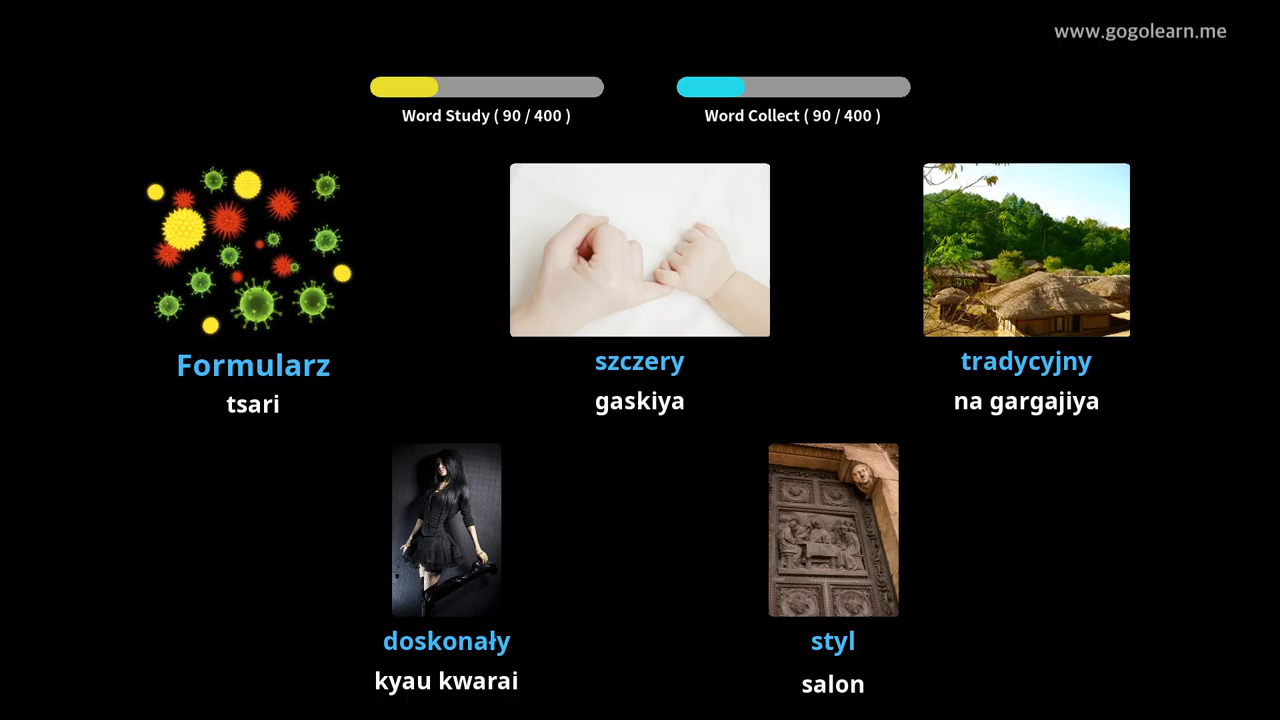 www.gogolearn.me
Word Study ( 90 / 400 )
Word Collect ( 90 / 400 )
Formularz
tsari
szczery
gaskiya
tradycyjny
na gargajiya
doskonały
kyau kwarai
styl
salon